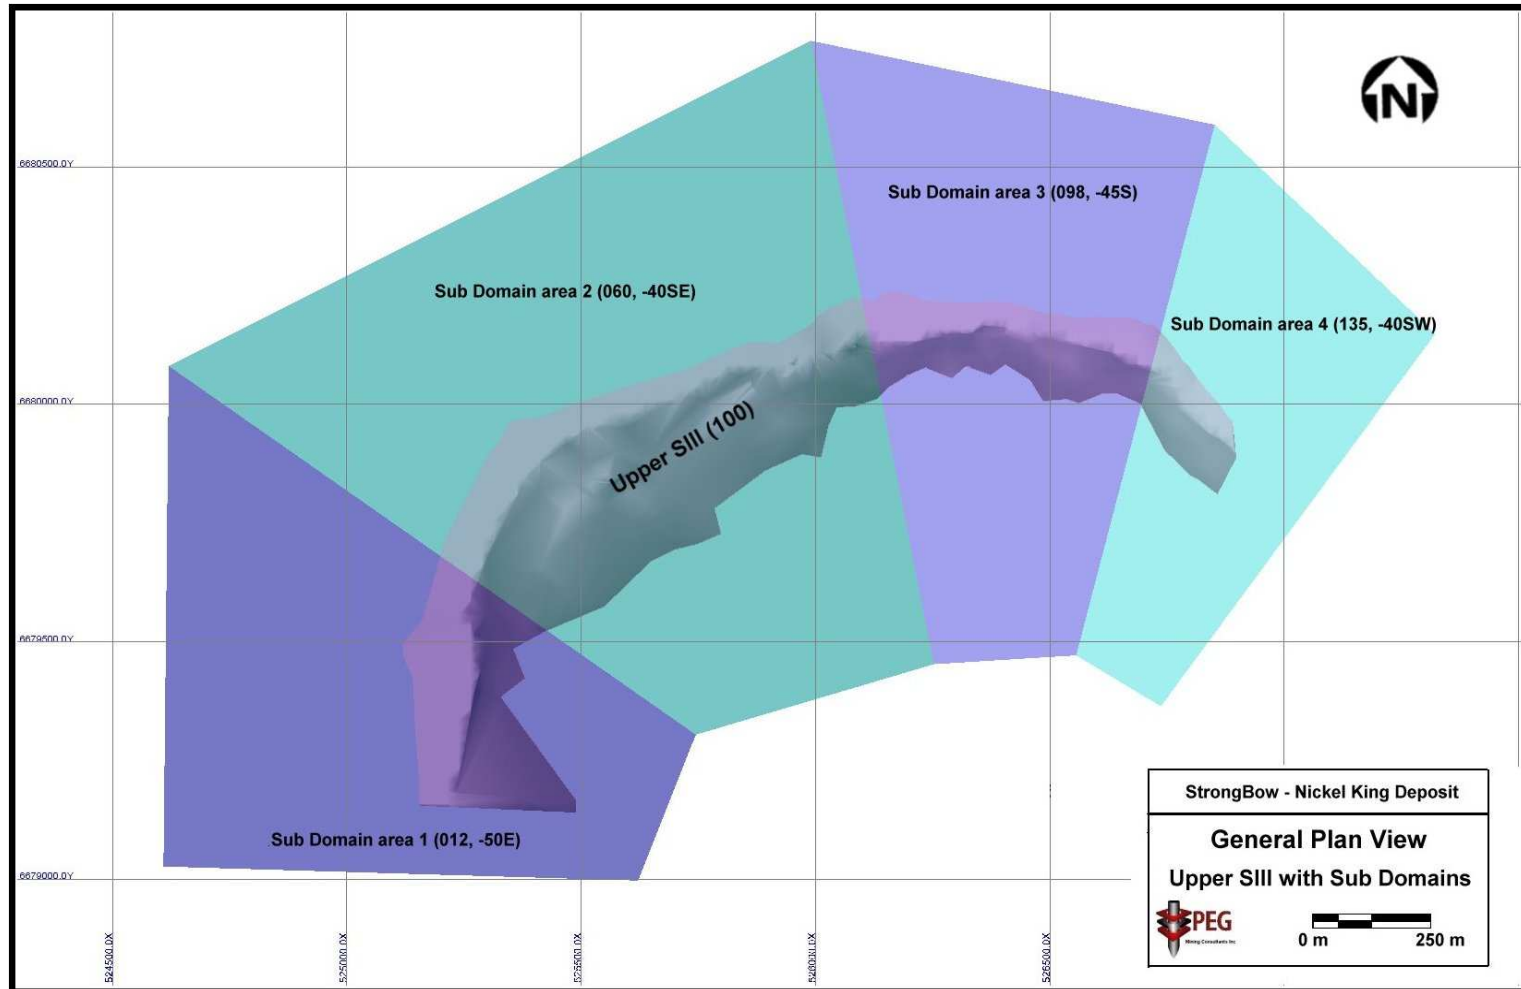 N
6680500.0Y
Sub Domain area 3 (098, -45S)
Sub Domain area 2 (060, -40SE)
Sub Domain area 4 (135, -40SW)
6680000.0Y
Upper SIII (100)
6679500.0Y
Sub Domain area 1 (012, -50E)
6679000.0Y
524500.0X
525000.0X
525500.0X
526000.0X
526500.0X
StrongBow - Nickel King Deposit
General Plan View
Upper SIII with Sub Domains
PEG
Mining Consultants Inc
0 m 250 m